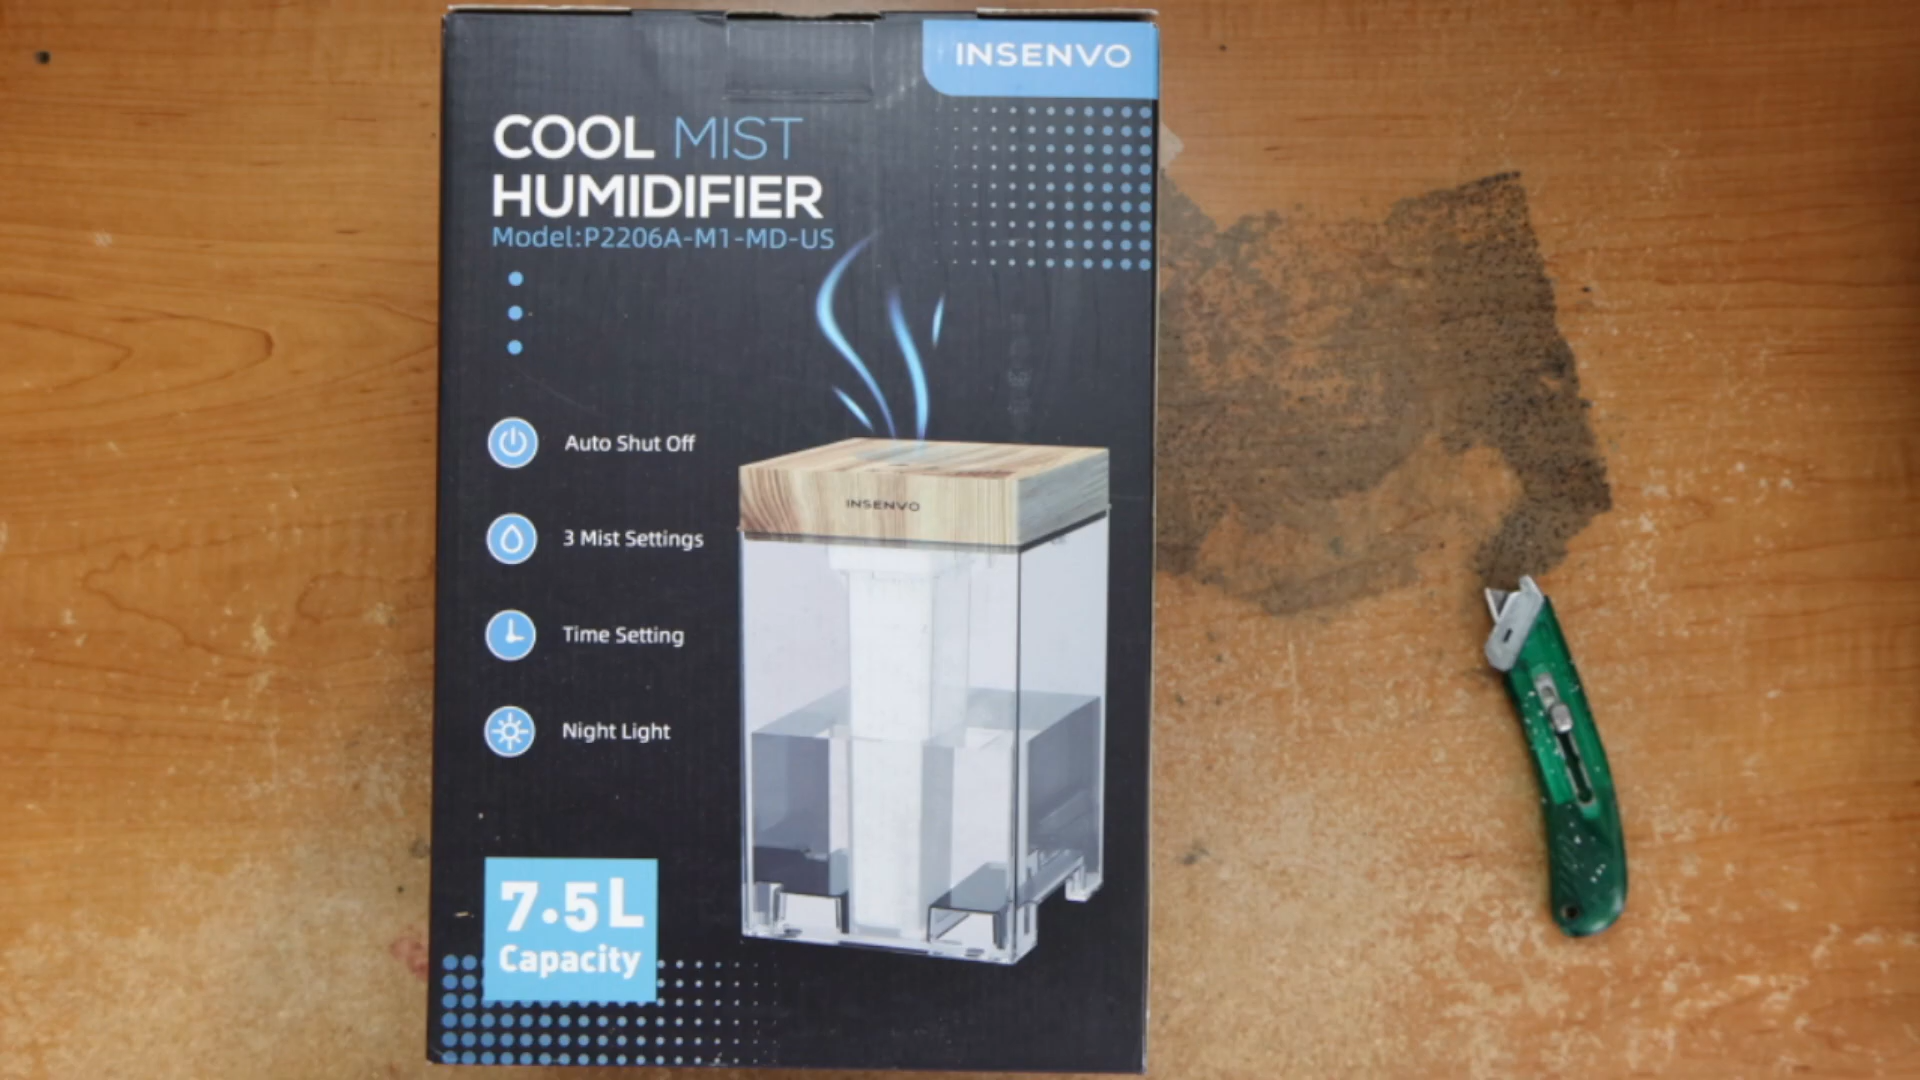 INSENVO
COOL MIST
HUMIDIFIER
Model:P2206A-M1-MD-US
Auto Shut Off
3 Mist Settings
Time Setting
Night Light
INSENVO
7.5L
Capacity